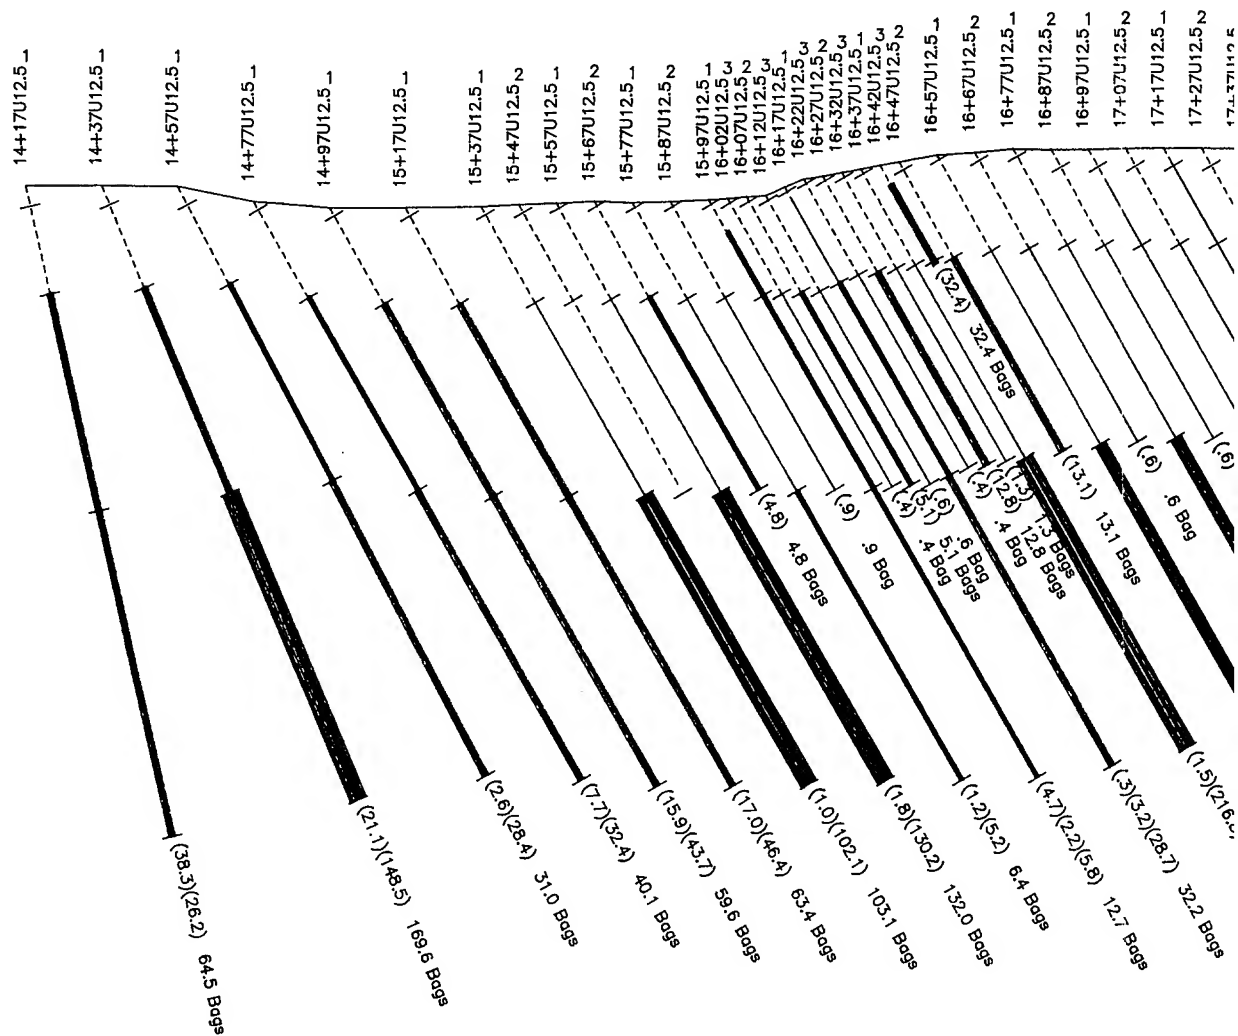 14+17U12.5_1
14+37U12.5_1
14+57U12.5_1
14+77U12.5_1
14+97U12.5_1
15+17U12.5_1
15+37U12.5_1
15+47U12.5_2
15+57U12.5_1
15+67U12.5_2
15+77U12.5_1
15+87U12.5_2
15+97U12.5_1
16+02U12.5_3
16+07U12.5_2
16+12U12.5_3
16+17U12.5_1
16+22U12.5_3
16+27U12.5_2
16+32U12.5_3
16+37U12.5_1
16+42U12.5_3
16+47U12.5_2
16+57U12.5_1
16+67U12.5_2
16+77U12.5_1
16+87U12.5_2
16+97U12.5_1
17+07U12.5_2
17+17U12.5_1
17+27U12.5_2
17+37U12.5
(38.3)(26.2) 64.5 Bags
(21.1)(148.5) 169.6 Bags
(2.6)(28.4) 31.0 Bags
(7.7)(32.4) 40.1 Bags
(15.9)(43.7) 59.6 Bags
(17.0)(46.4) 63.4 Bags
(1.0)(102.1) 103.1 Bags
(1.8)(130.2) 132.0 Bags
(4.8) 4.8 Bags
(1.2)(5.2) 6.4 Bags
(.9) .9 Bag
(4.7)(2.2)(5.8) 12.7 Bags
(.4) .4 Bag
(5.1) 5.1 Bags
(.6) .6 Bag
(.3)(3.2)(28.7) 32.2 Bags
(.4) .4 Bag
(12.8) 12.8 Bags
(1.3) 1.3 Bags
(1.5)(216.
(32.4) 32.4 Bags
(13.1) 13.1 Bags
(.6) .6 Bag
(.6)